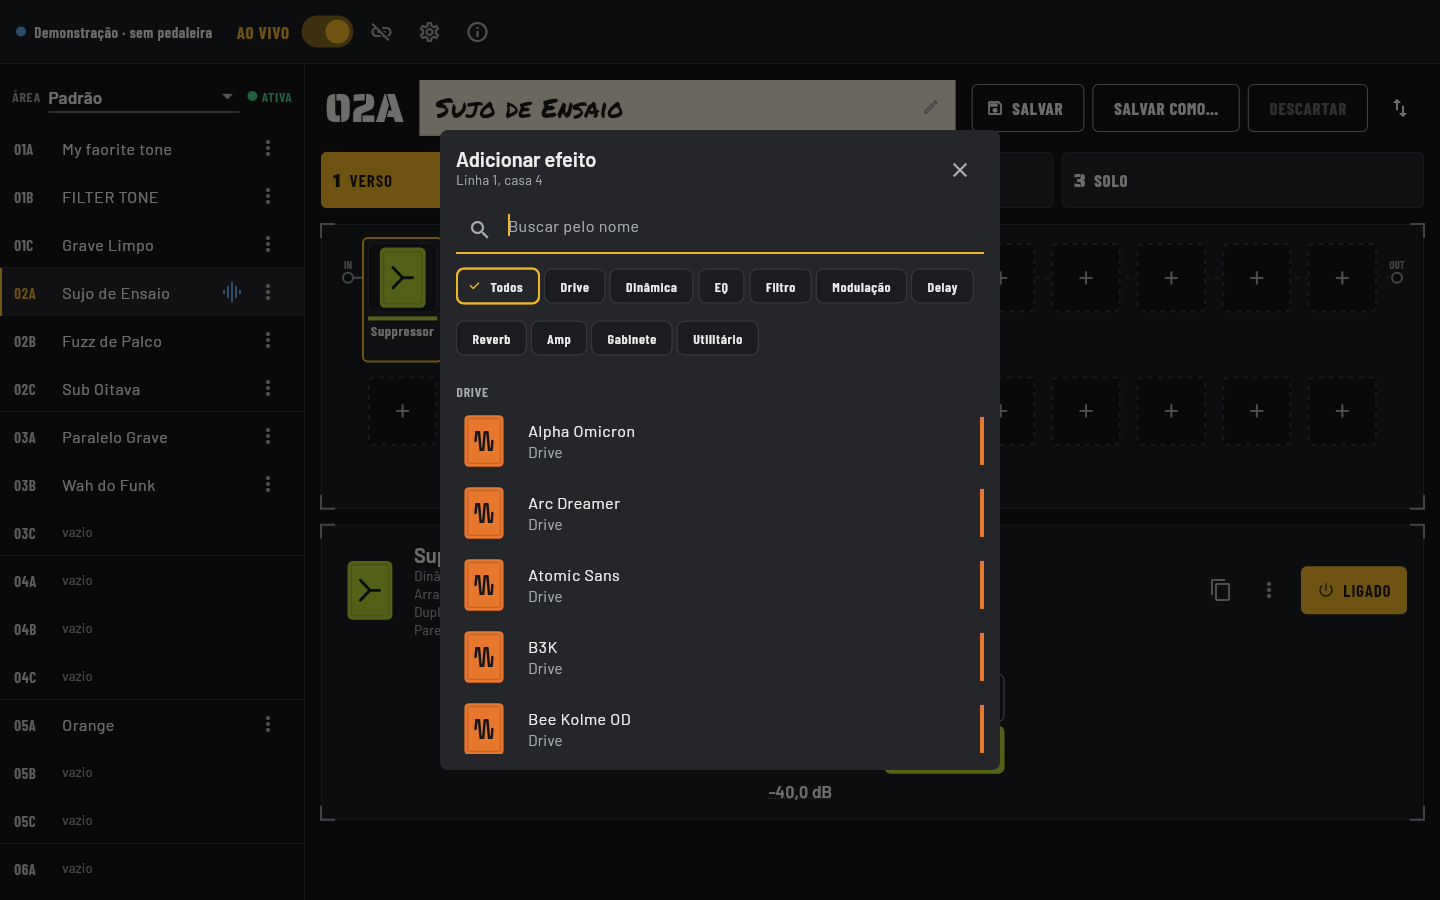 Demonstração · sem pedaleira
AO VIVO
ÁREA Padrão
ATIVA
01A My faorite tone
01B FILTER TONE
01C Grave Limpo
02A Sujo de Ensaio
02B Fuzz de Palco
02C Sub Oitava
03A Paralelo Grave
03B Wah do Funk
03C vazio
04A vazio
04B vazio
04C vazio
05A Orange
05B vazio
05C vazio
06A vazio
02A
Sujo de Ensaio
SALVAR
SALVAR COMO...
DESCARTAR
1 VERSO
3 SOLO
IN
Suppressor
OUT
Adicionar efeito
Linha 1, casa 4
Buscar pelo nome
Todos
Drive
Dinâmica
EQ
Filtro
Modulação
Delay
Reverb
Amp
Gabinete
Utilitário
DRIVE
Alpha Omicron
Drive
Arc Dreamer
Drive
Atomic Sans
Drive
B3K
Drive
Bee Kolme OD
Drive
LIGADO
-40,0 dB